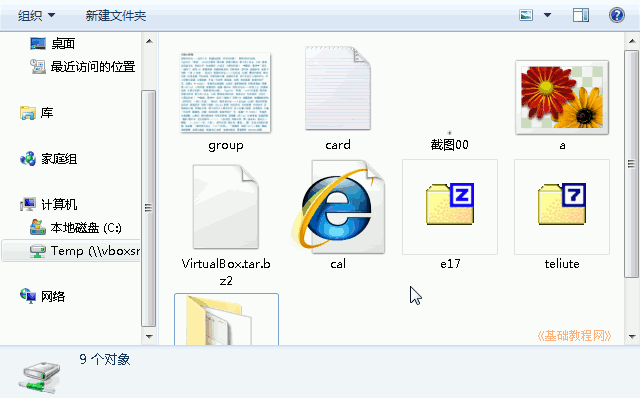 组织 新建文件夹
桌面
最近访问的位置
库
家庭组
计算机
本地磁盘 (C:)
Temp (\\vboxsr
网络
group card 截图00 a
VirtualBox.tar.b
z2
cal e17 teliute
《基础教程网》
9 个对象